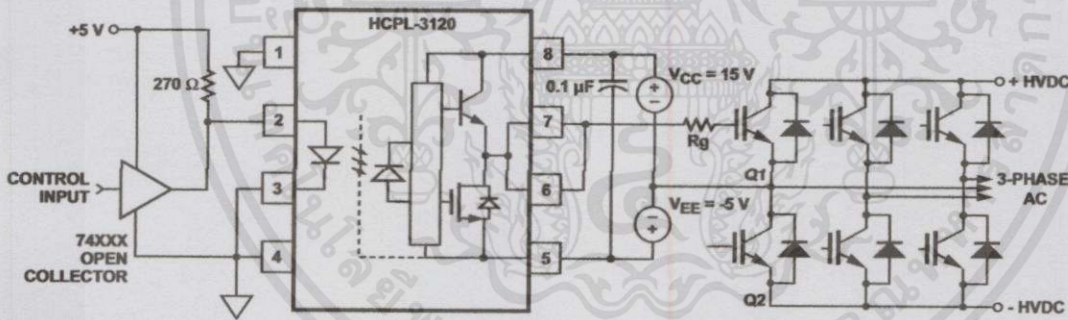 HCPL-3120
+5 V
270 Ω
1
2
3
4
8
7
6
5
CONTROL
INPUT
74XXX
OPEN
COLLECTOR
0.1 µF
VCC = 15 V
+
−
Rg
VEE = -5 V
−
+
Q1
Q2
+ HVDC
3-PHASE
AC
- HVDC